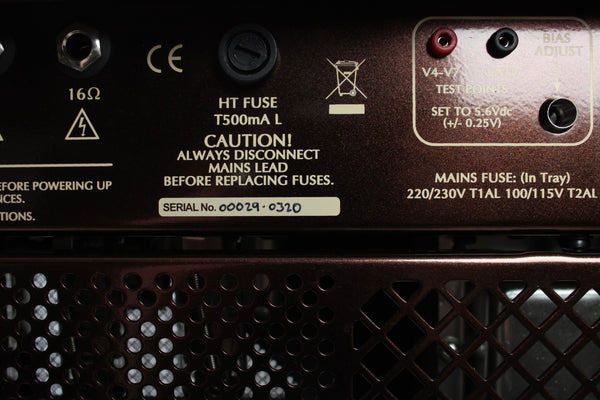 CE
16Ω
HT FUSE
T500mA L
CAUTION!
ALWAYS DISCONNECT
MAINS LEAD
BEFORE REPLACING FUSES.
SERIAL No. 00029-0320
BEFORE POWERING UP
NCES.
TIONS.
V4-V7
TEST POINTS
SET TO 5.6Vdc
(+/- 0.25V)
BIAS
ADJUST
MAINS FUSE: (In Tray)
220/230V T1AL 100/115V T2AL